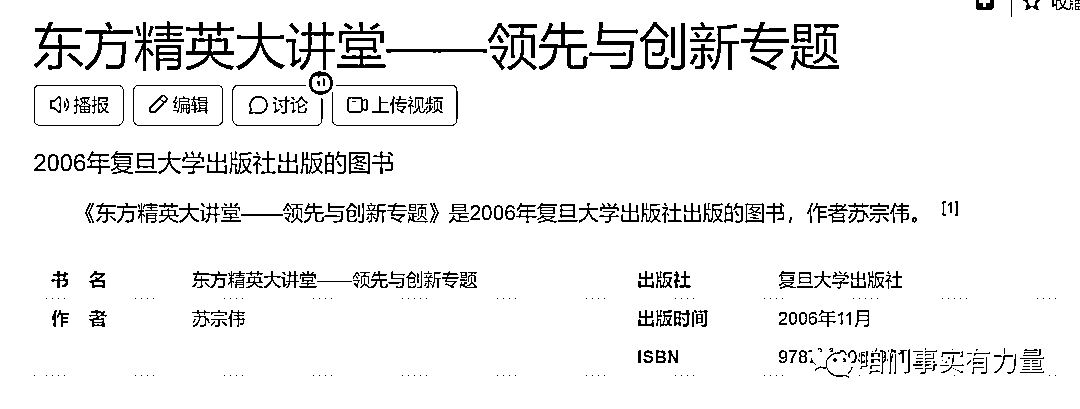 收藏
东方精英大讲堂——领先与创新专题
播报 编辑 讨论 上传视频
2006年复旦大学出版社出版的图书
《东方精英大讲堂——领先与创新专题》是2006年复旦大学出版社出版的图书，作者苏宗伟。 [1]
书 名 东方精英大讲堂——领先与创新专题 出版社 复旦大学出版社
作 者 苏宗伟 出版时间 2006年11月
ISBN
咱们事实有力量